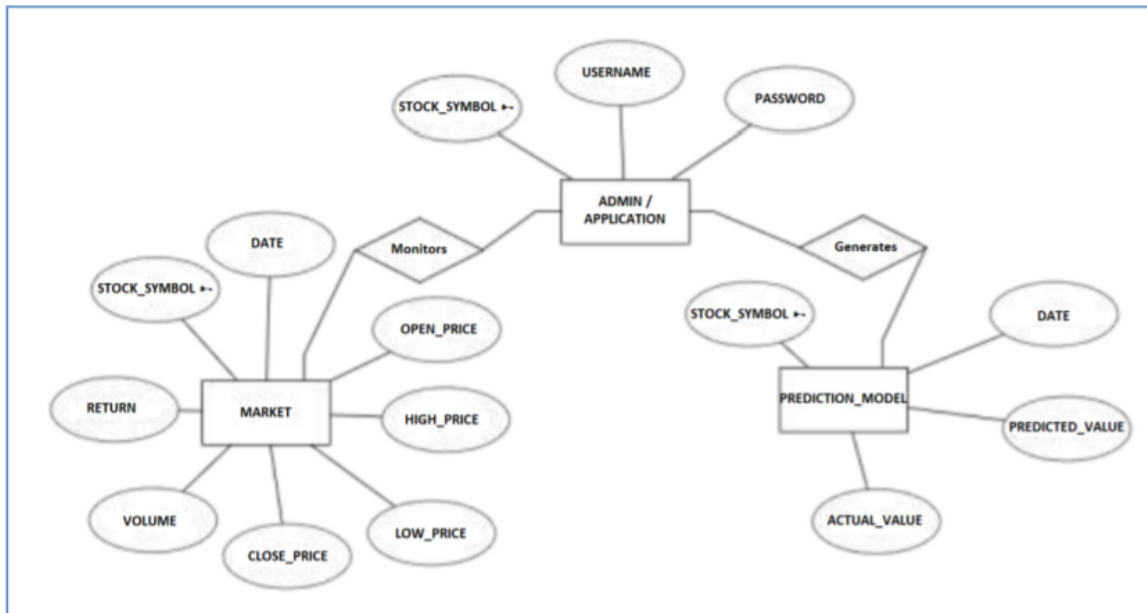 USERNAME
PASSWORD
STOCK_SYMBOL
ADMIN /
APPLICATION
Monitors
Generates
DATE
STOCK_SYMBOL
OPEN_PRICE
RETURN
MARKET
HIGH_PRICE
VOLUME
CLOSE_PRICE
LOW_PRICE
STOCK_SYMBOL
DATE
PREDICTION_MODEL
PREDICTED_VALUE
ACTUAL_VALUE